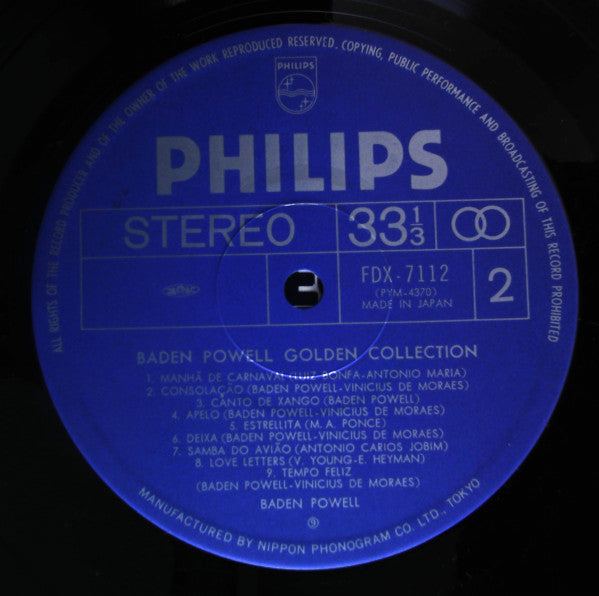 ALL RIGHTS OF THE RECORD PRODUCER AND OF THE OWNER OF THE WORK REPRODUCED RESERVED. COPYING, PUBLIC PERFORMANCE AND BROADCASTING OF THIS RECORD PROHIBITED
PHILIPS
PHILIPS
STEREO 33 1/3
FDX-7112
(PYM-4370)
MADE IN JAPAN
2
BADEN POWELL GOLDEN COLLECTION
1. MANHÃ DE CARNAVAL (LUIZ BONFA-ANTONIO MARIA)
2. CONSOLAÇÃO (BADEN POWELL-VINICIUS DE MORAES)
3. CANTO DE XANGO (BADEN POWELL)
4. APELO (BADEN POWELL-VINICIUS DE MORAES)
5. ESTRELLITA (M. A. PONCE)
6. DEIXA (BADEN POWELL-VINICIUS DE MORAES)
7. SAMBA DO AVIÃO (ANTONIO CARLOS JOBIM)
8. LOVE LETTERS (V. YOUNG-E. HEYMAN)
9. TEMPO FELIZ
(BADEN POWELL-VINICIUS DE MORAES)
BADEN POWELL
MANUFACTURED BY NIPPON PHONOGRAM CO. LTD., TOKYO